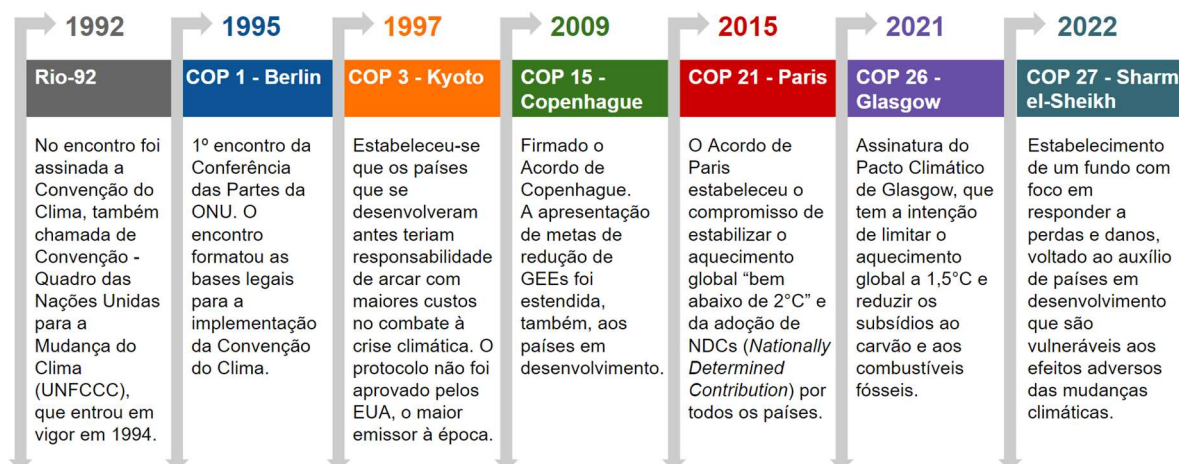 1992
Rio-92
No encontro foi
assinada a
Convenção do
Clima, também
chamada de
Convenção -
Quadro das
Nações Unidas
para a
Mudança do
Clima
(UNFCCC),
que entrou em
vigor em 1994.
1995
COP 1 - Berlin
1º encontro da
Conferência
das Partes da
ONU. O
encontro
formatou as
bases legais
para a
implementação
da Convenção
do Clima.
1997
COP 3 - Kyoto
Estabeleceu-se
que os países
que se
desenvolveram
antes teriam
responsabilidade
de arcar com
maiores custos
no combate à
crise climática. O
protocolo não foi
aprovado pelos
EUA, o maior
emissor à época.
2009
COP 15 -
Copenhague
Firmado o
Acordo de
Copenhague.
A apresentação
de metas de
redução de
GEEs foi
estendida,
também, aos
países em
desenvolvimento.
2015
COP 21 - Paris
O Acordo de
Paris
estabeleceu o
compromisso de
estabilizar o
aquecimento
global “bem
abaixo de 2°C” e
da adoção de
NDCs (Nationally
Determined
Contribution) por
todos os países.
2021
COP 26 -
Glasgow
Assinatura do
Pacto Climático
de Glasgow, que
tem a intenção
de limitar o
aquecimento
global a 1,5°C e
reduzir os
subsídios ao
carvão e aos
combustíveis
fósseis.
2022
COP 27 - Sharm
el-Sheikh
Estabelecimento
de um fundo com
foco em
responder a
perdas e danos,
voltado ao auxílio
de países em
desenvolvimento
que são
vulneráveis aos
efeitos adversos
das mudanças
climáticas.